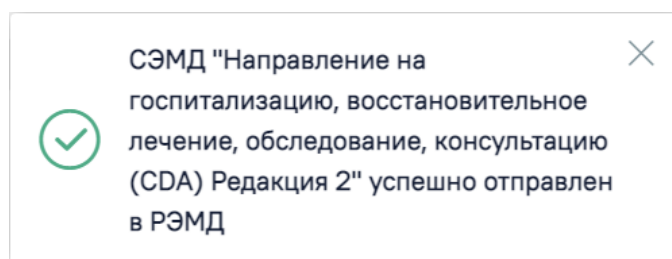 СЭМД "Направление на
госпитализацию, восстановительное
лечение, обследование, консультацию
(CDA) Редакция 2" успешно отправлен
в РЭМД